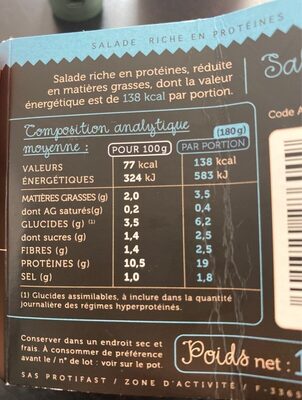 SALADE RICHE EN PROTÉINES
Salade riche en protéines, réduite
en matières grasses, dont la valeur
énergétique est de 138 kcal par portion.
Composition analytique
moyenne :
(180g)
POUR 100g PAR PORTION
VALEURS 77 kcal 138 kcal
ÉNERGÉTIQUES 324 kJ 583 kJ
MATIÈRES GRASSES (g) 2,0 3,5
dont AG saturés(g) 0,2 0,4
GLUCIDES (g) (1) 3,5 6,2
dont sucres (g) 1,4 2,5
FIBRES (g) 1,4 2,5
PROTÉINES (g) 10,5 19
SEL (g) 1,0 1,8
(1) Glucides assimilables, à inclure dans la quantité
journalière des régimes hyperprotéinés.
Conserver dans un endroit sec et
frais. À consommer de préférence
avant le / n° de lot : voir sur le pot.
SAS PROTIFAST / ZONE D'ACTIVITÉ / F-336
Sa
Code
Poids net :